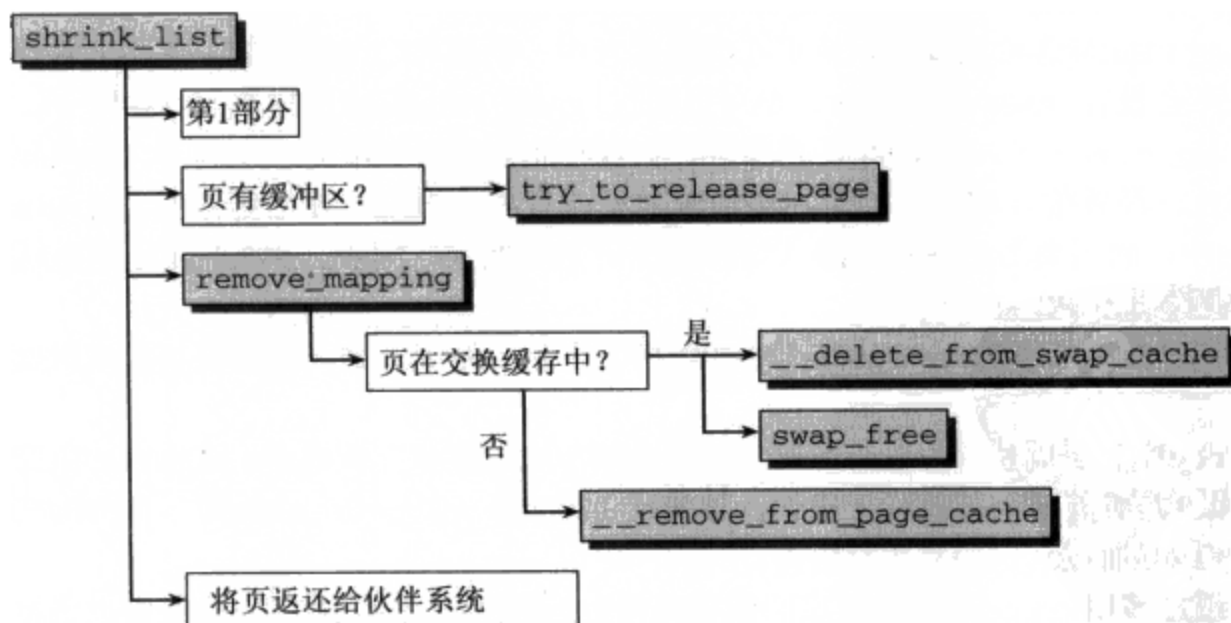 shrink_list
第1部分
页有缓冲区?
try_to_release_page
remove_mapping
页在交换缓存中?
是
__delete_from_swap_cache
swap_free
否
__remove_from_page_cache
将页返还给伙伴系统